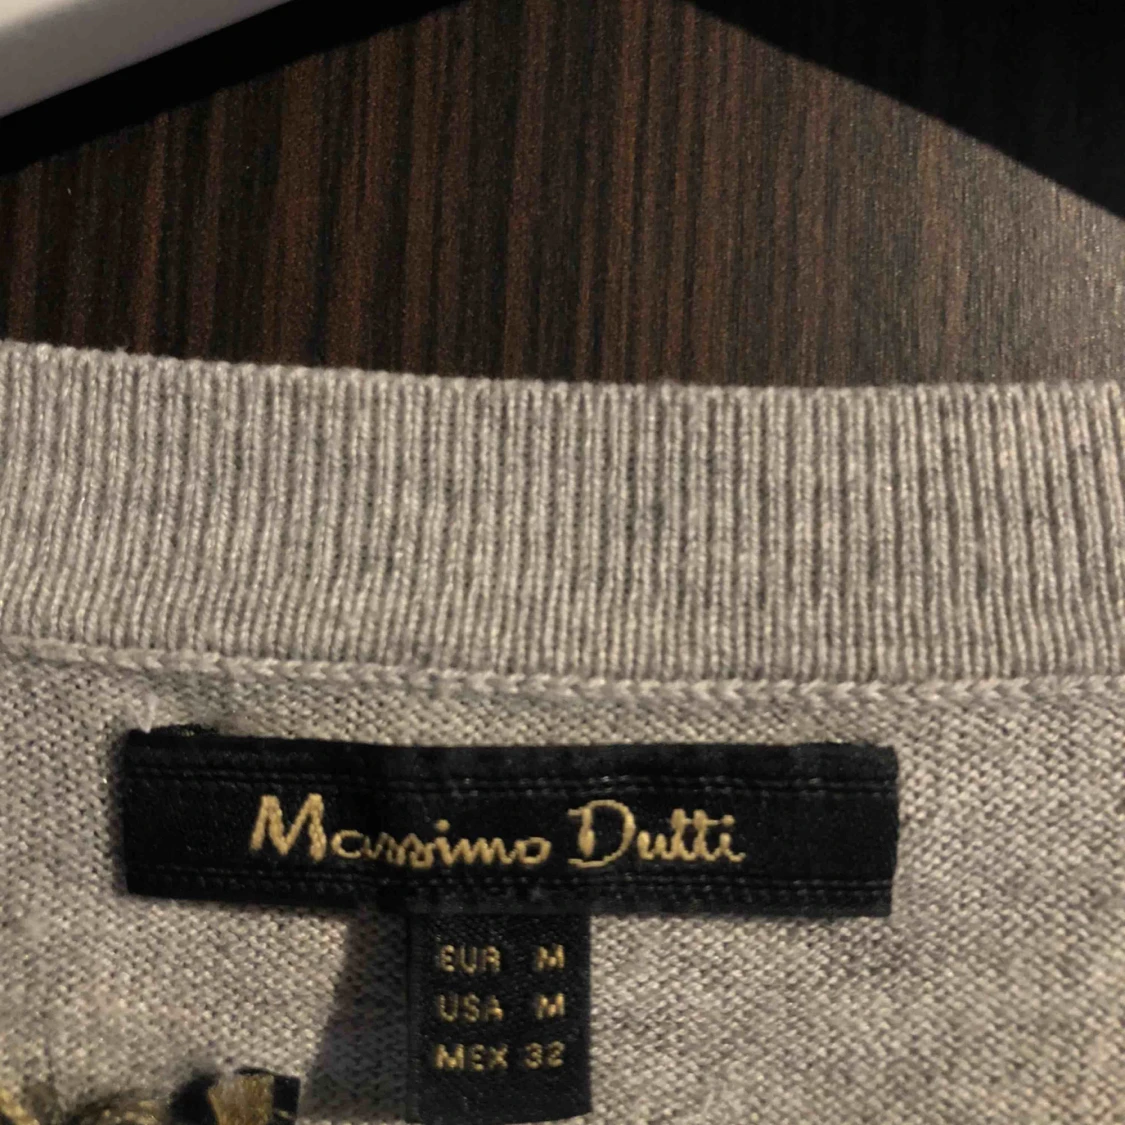 Massimo Dutti
EUR M
USA M
MEX 32